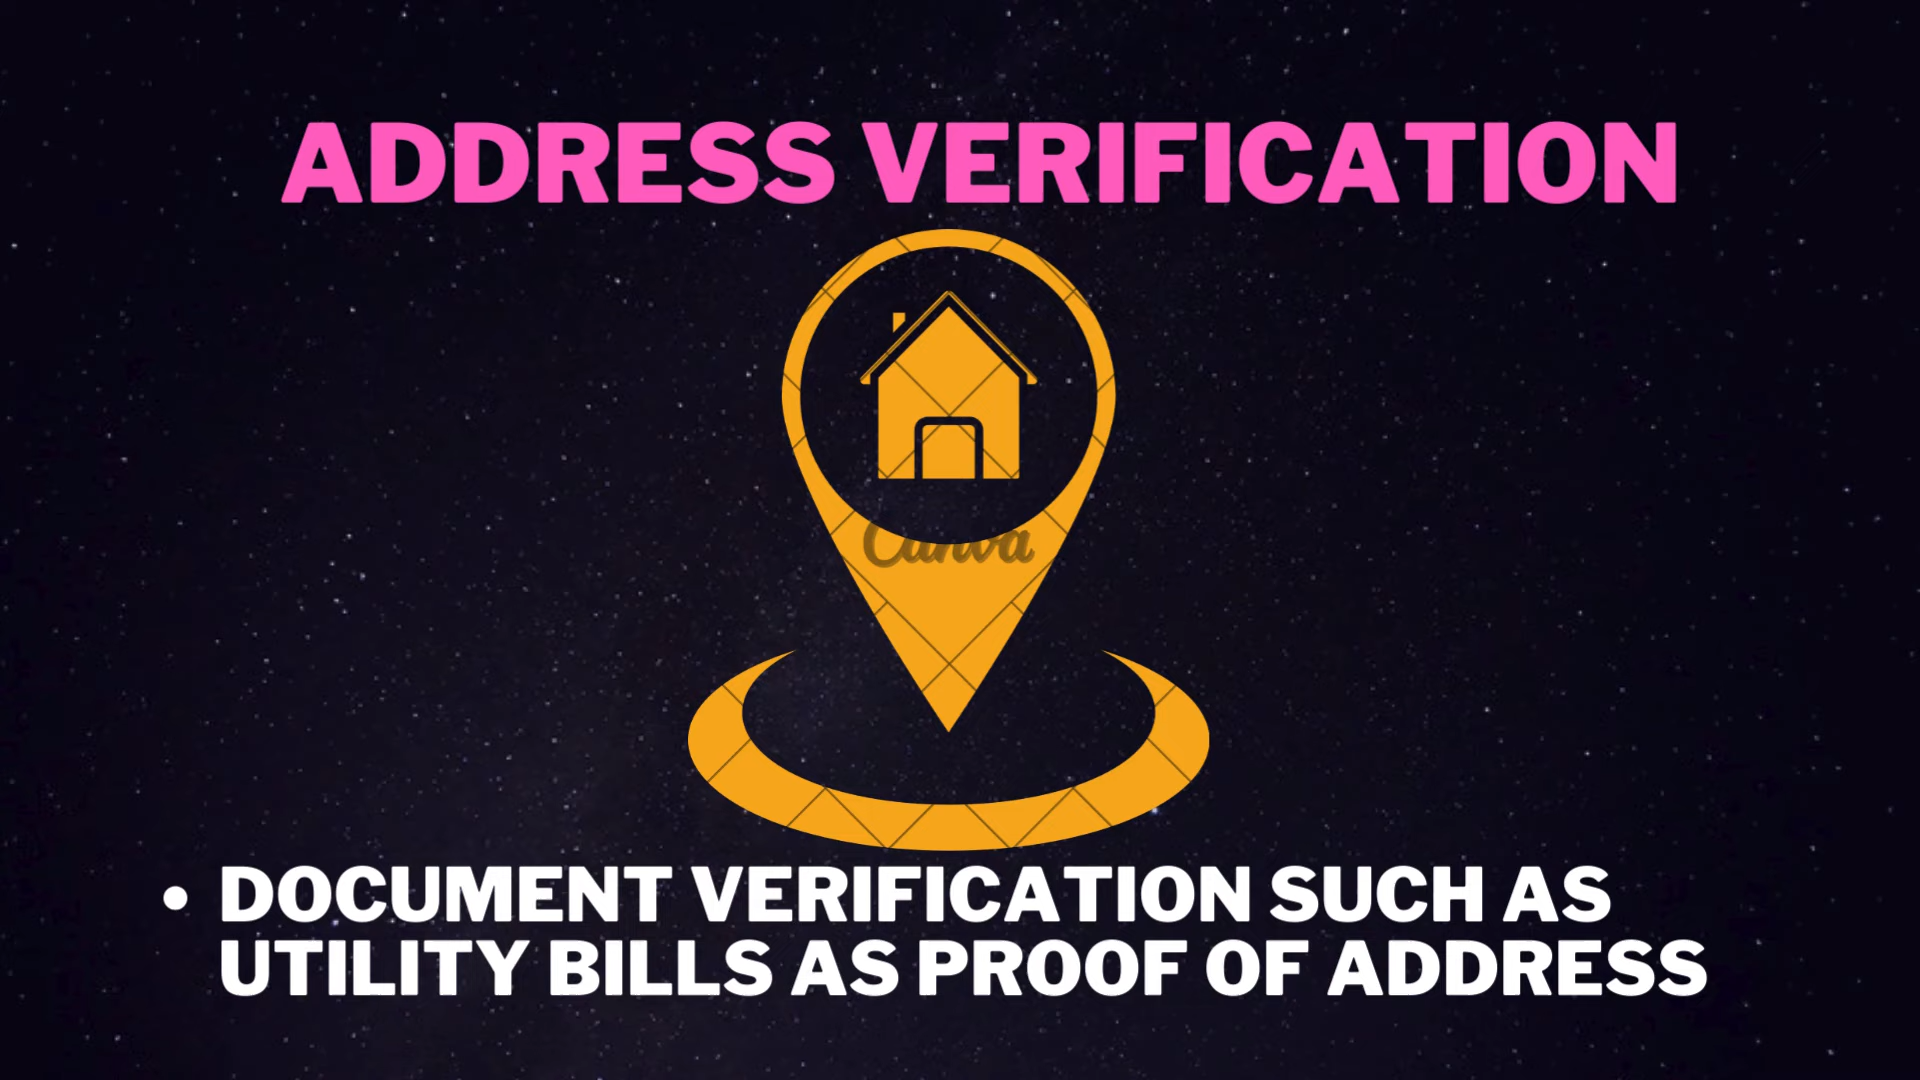 ADDRESS VERIFICATION
Canva
• DOCUMENT VERIFICATION SUCH AS
UTILITY BILLS AS PROOF OF ADDRESS